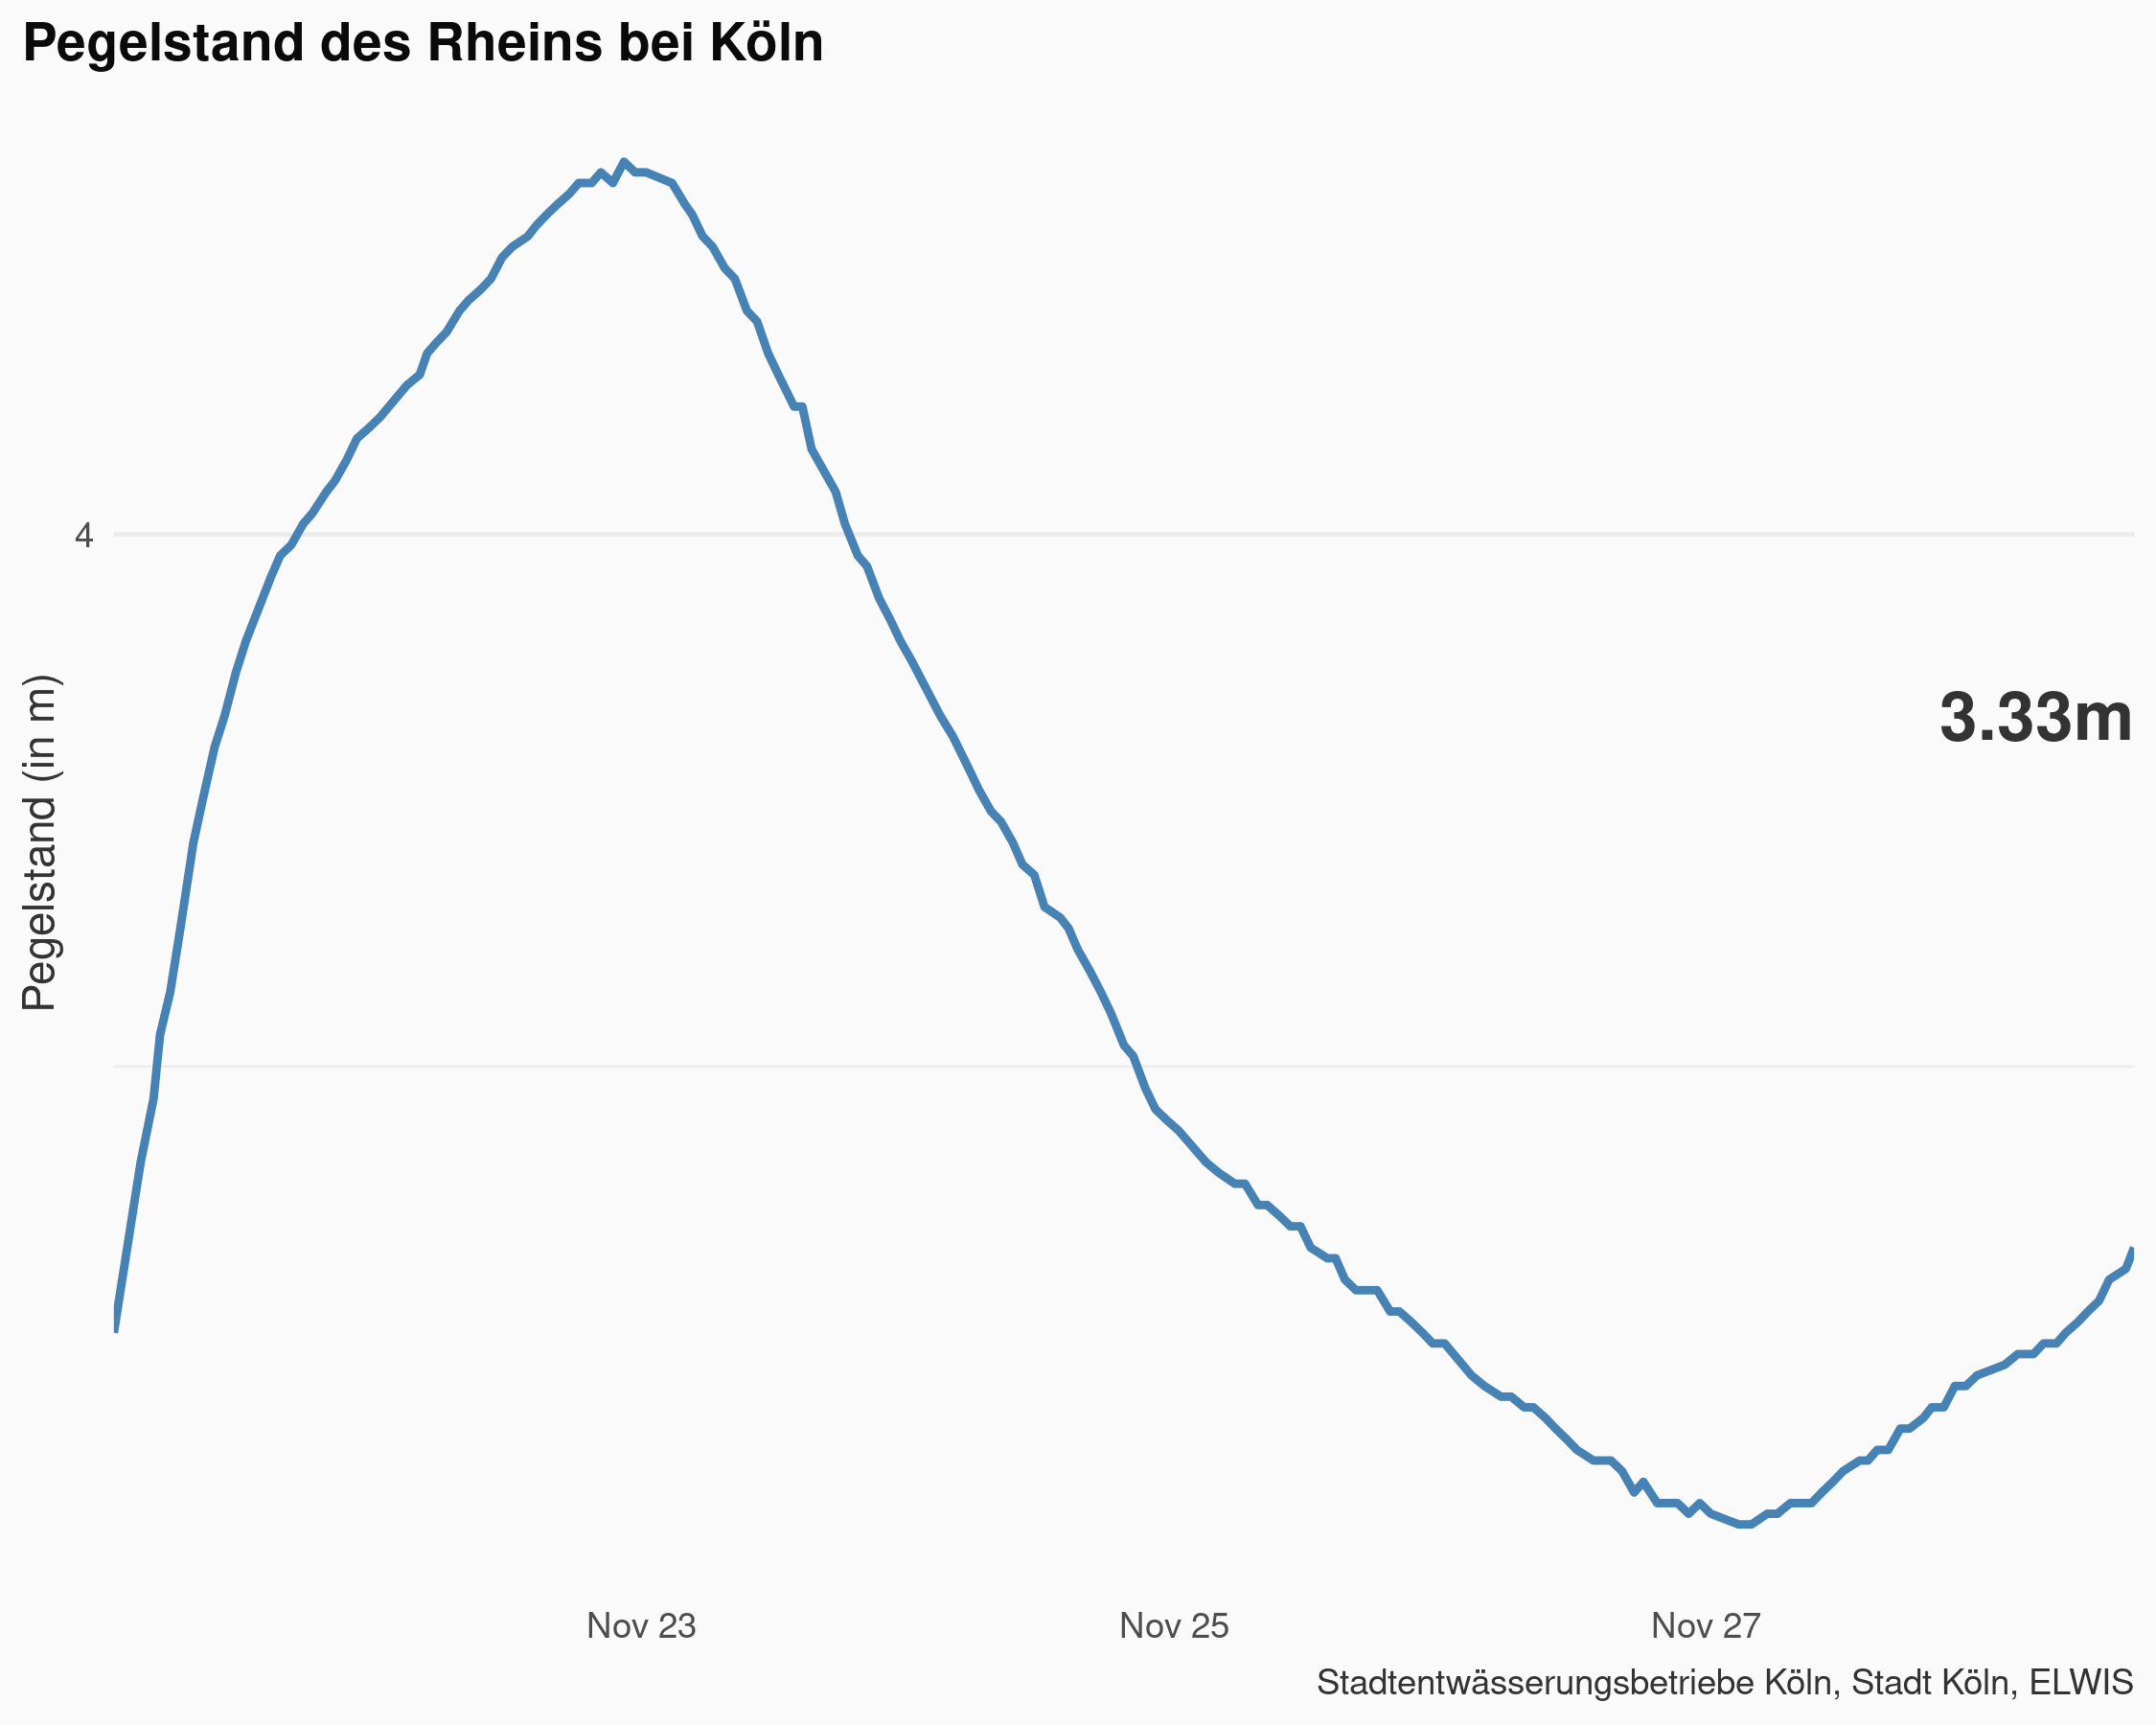 Pegelstand des Rheins bei Köln
Pegelstand (in m)
4
3.33m
Nov 23
Nov 25
Nov 27
Stadtentwässerungsbetriebe Köln, Stadt Köln, ELWIS